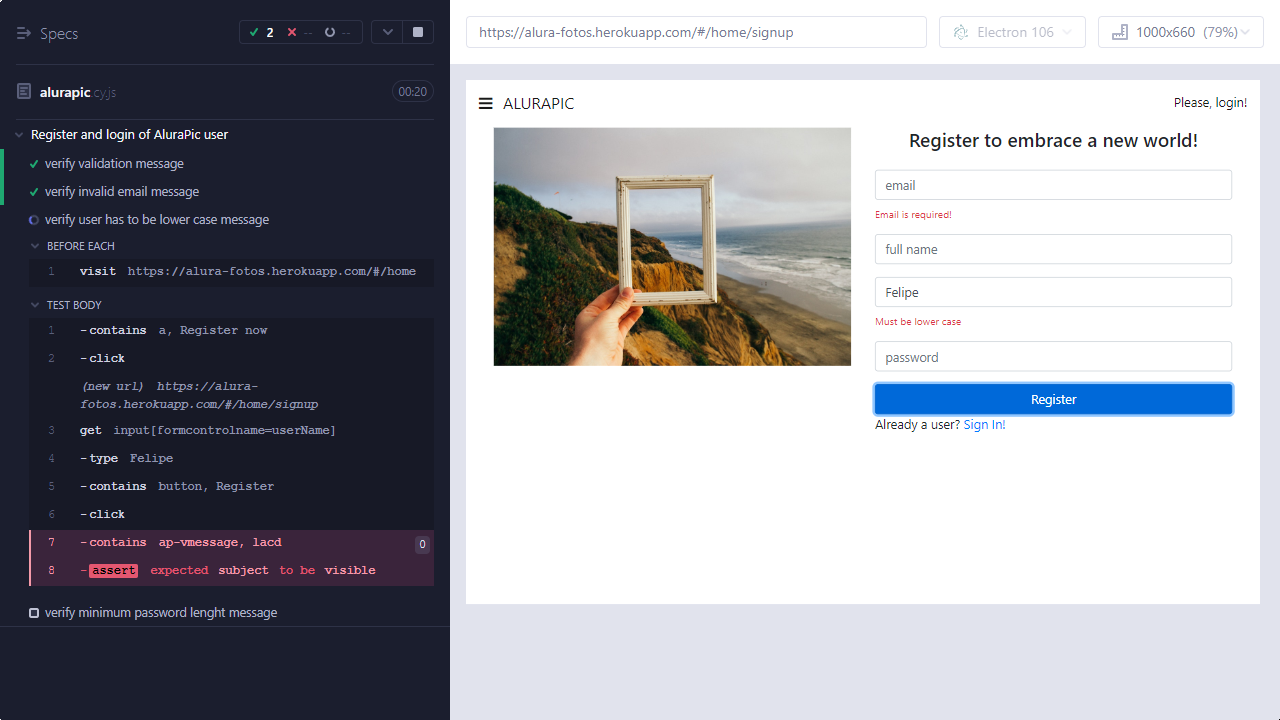 Specs
2
--
--
alurapic.cy.js
00:20
Register and login of AluraPic user
verify validation message
verify invalid email message
verify user has to be lower case message
BEFORE EACH
1 visit https://alura-fotos.herokuapp.com/#/home
TEST BODY
1 -contains a, Register now
2 -click
(new url) https://alura-
fotos.herokuapp.com/#/home/signup
3 get input[formcontrolname=userName]
4 -type Felipe
5 -contains button, Register
6 -click
7 -contains ap-vmessage, lacd 0
8 -assert expected subject to be visible
verify minimum password lenght message
https://alura-fotos.herokuapp.com/#/home/signup
Electron 106
1000x660 (79%)
ALURAPIC
Please, login!
Register to embrace a new world!
email
Email is required!
full name
Felipe
Must be lower case
password
Register
Already a user? Sign In!